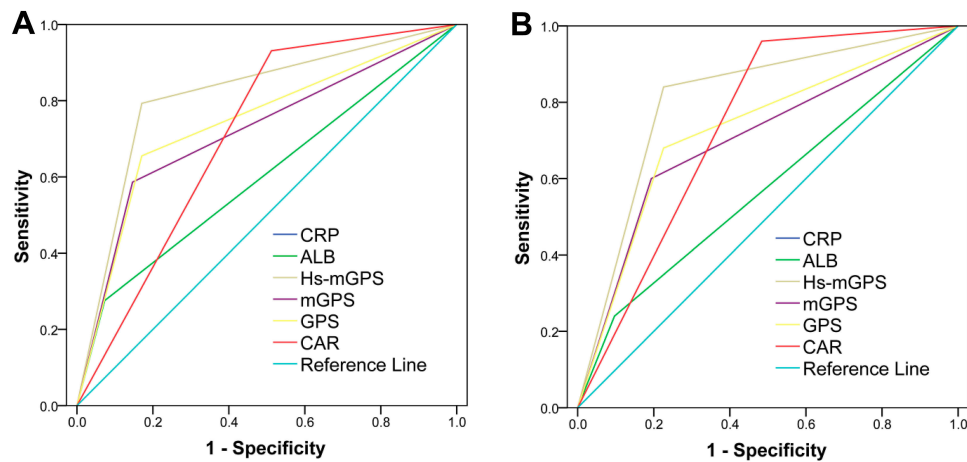 A
1.0
0.8
0.6
0.4
0.2
0.0
Sensitivity
CRP
ALB
Hs-mGPS
mGPS
GPS
CAR
Reference Line
0.0 0.2 0.4 0.6 0.8 1.0
1 - Specificity
B
1.0
0.8
0.6
0.4
0.2
0.0
Sensitivity
CRP
ALB
Hs-mGPS
mGPS
GPS
CAR
Reference Line
0.0 0.2 0.4 0.6 0.8 1.0
1 - Specificity